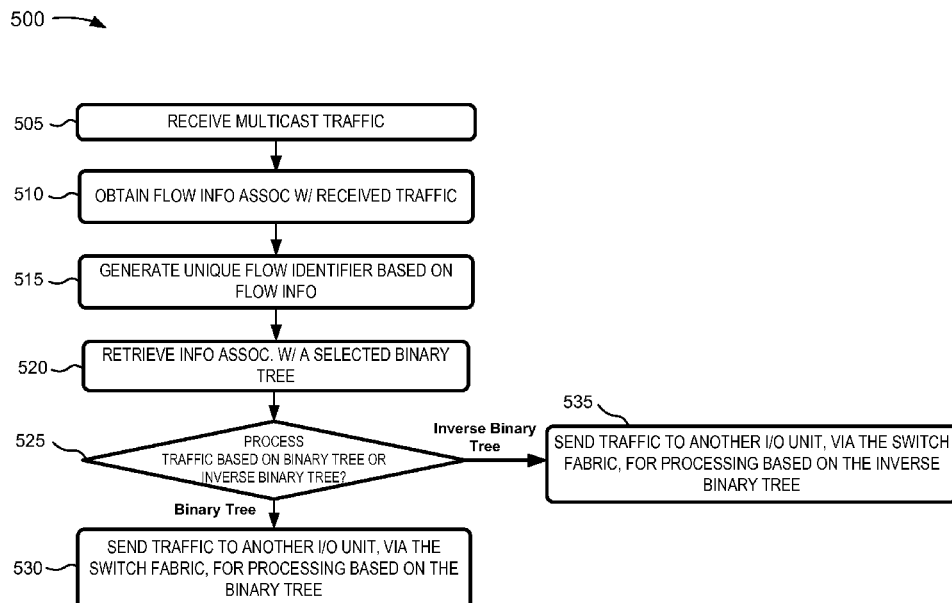 500
505
RECEIVE MULTICAST TRAFFIC
510
OBTAIN FLOW INFO ASSOC W/ RECEIVED TRAFFIC
515
GENERATE UNIQUE FLOW IDENTIFIER BASED ON
FLOW INFO
520
RETRIEVE INFO ASSOC. W/ A SELECTED BINARY
TREE
525
PROCESS
TRAFFIC BASED ON BINARY TREE OR
INVERSE BINARY TREE?
Inverse Binary
Tree
535
SEND TRAFFIC TO ANOTHER I/O UNIT, VIA THE SWITCH
FABRIC, FOR PROCESSING BASED ON THE INVERSE
BINARY TREE
Binary Tree
530
SEND TRAFFIC TO ANOTHER I/O UNIT, VIA THE
SWITCH FABRIC, FOR PROCESSING BASED ON THE
BINARY TREE